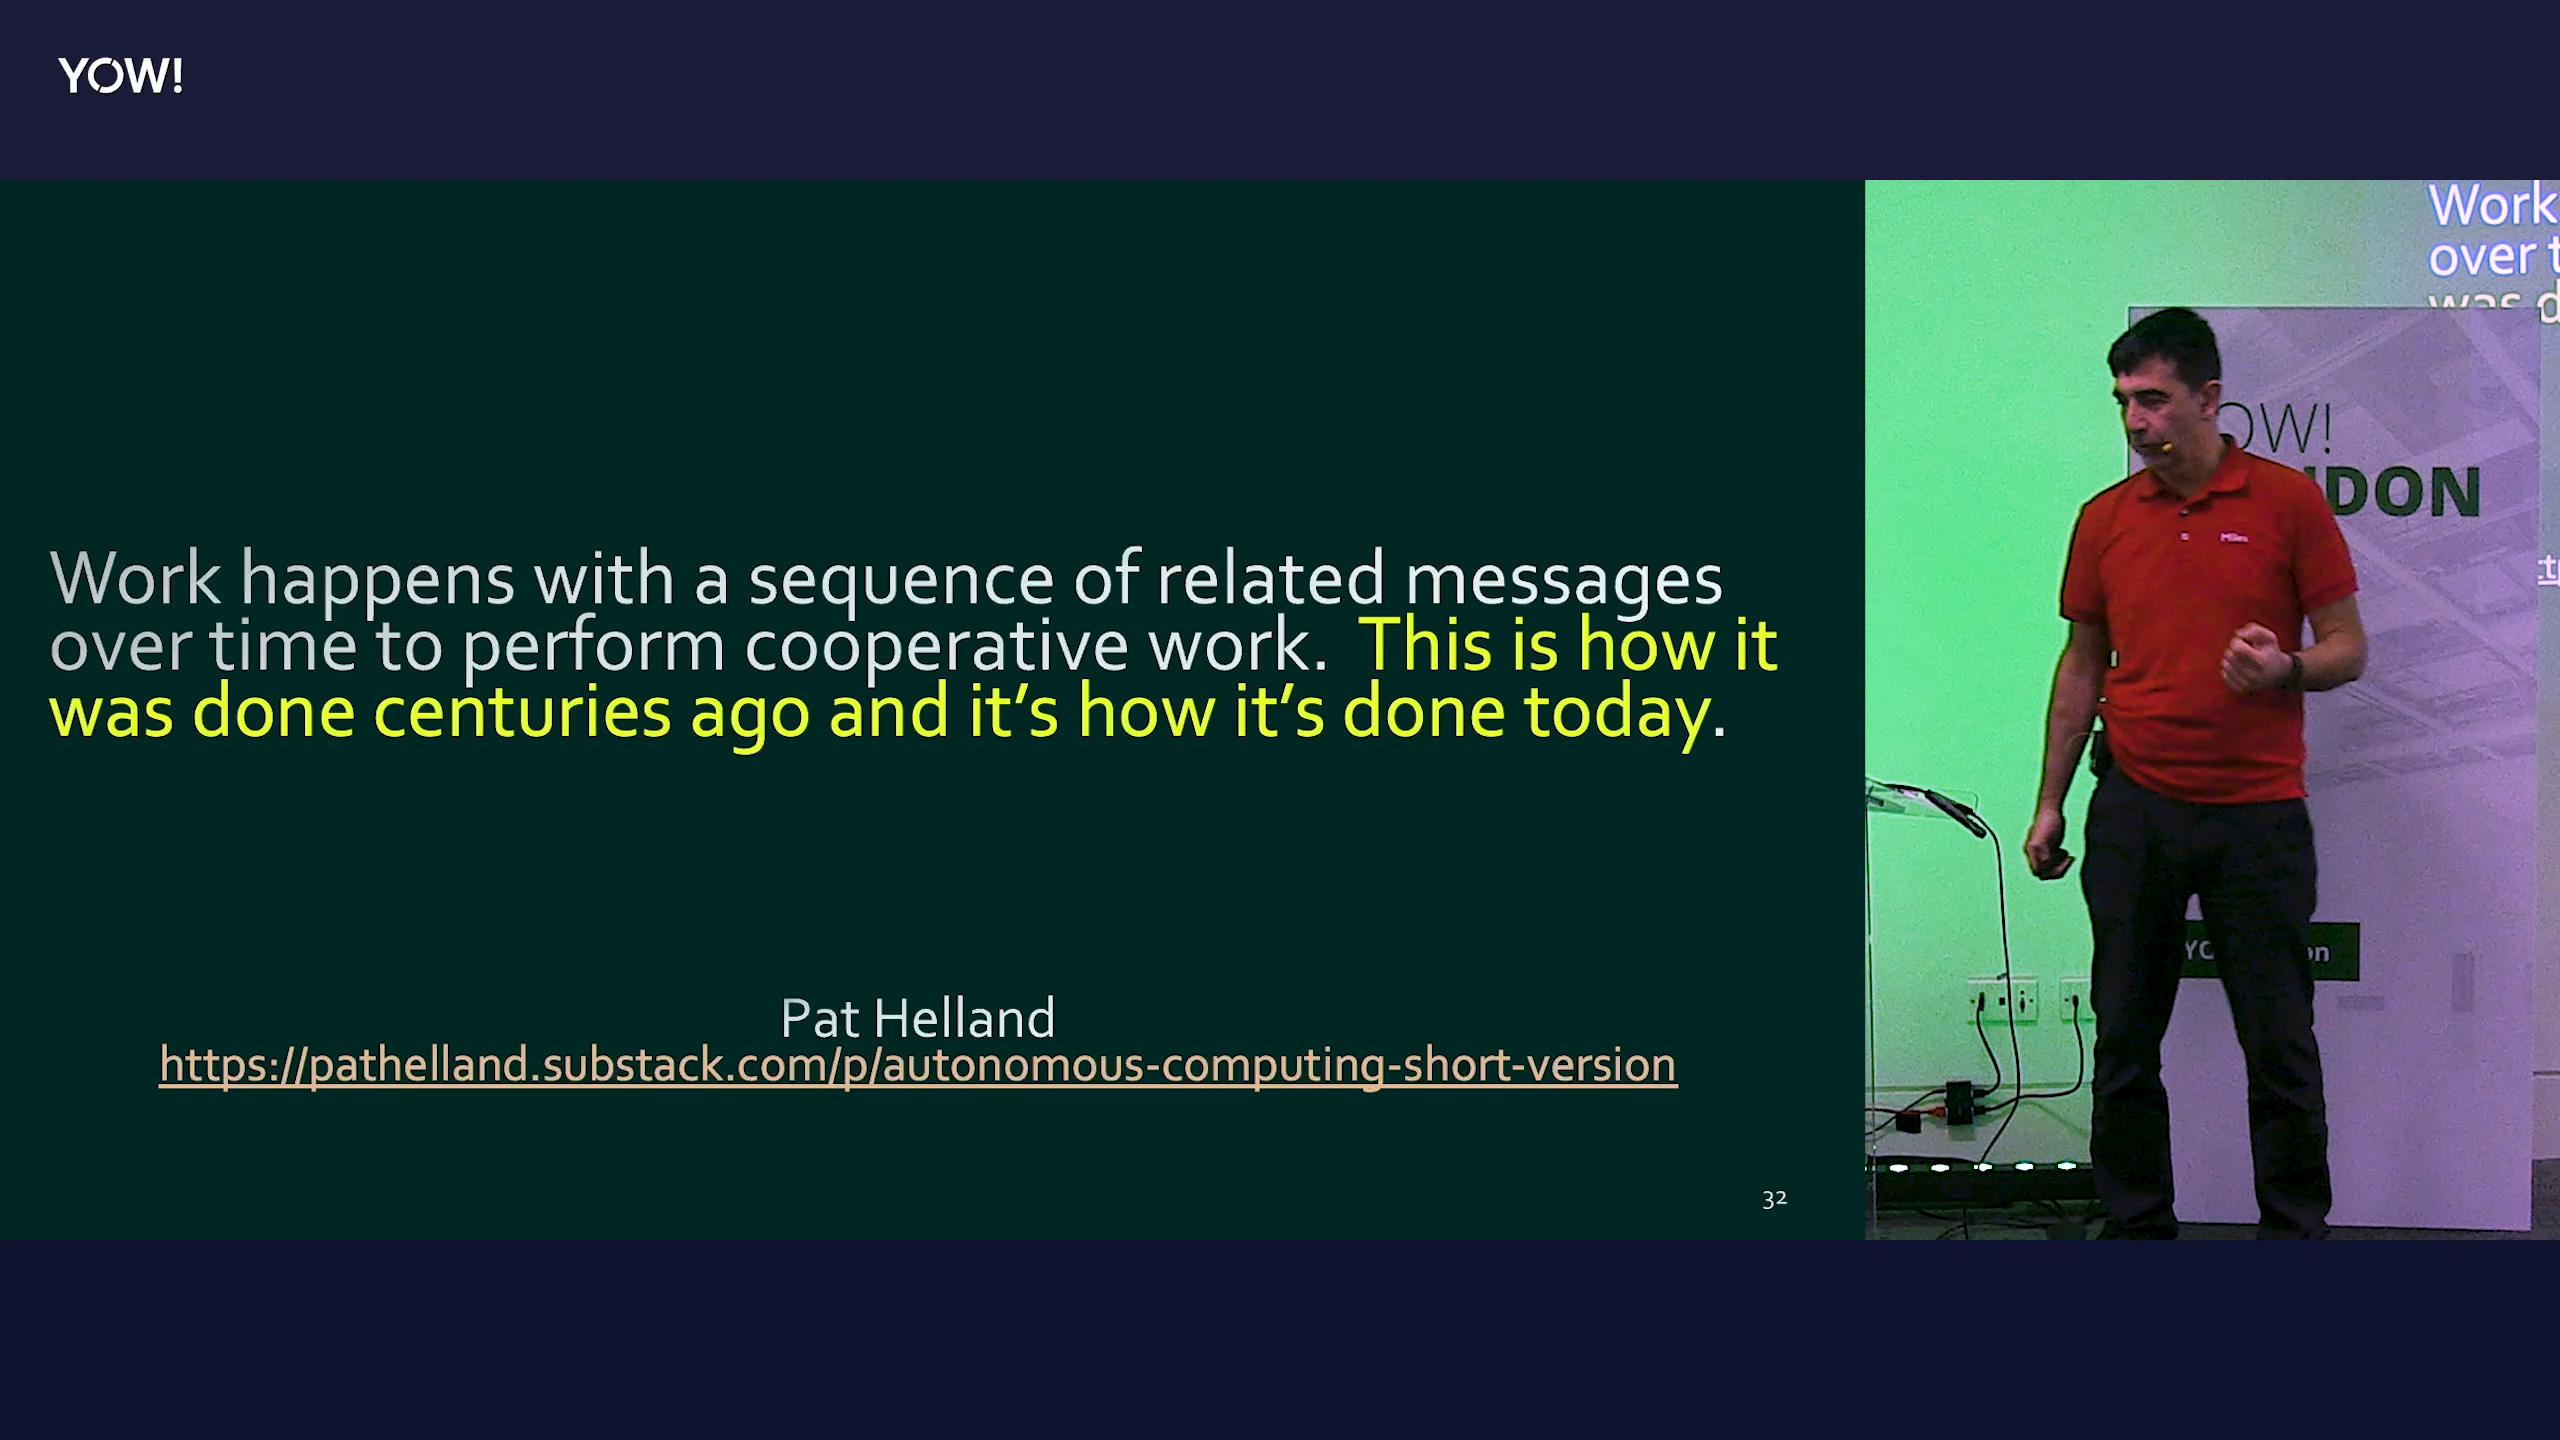 YOW!
Work happens with a sequence of related messages
over time to perform cooperative work. This is how it
was done centuries ago and it's how it's done today.
Pat Helland
https://pathelland.substack.com/p/autonomous-computing-short-version
32
Work
over t
was d
OW!
DON
Miles